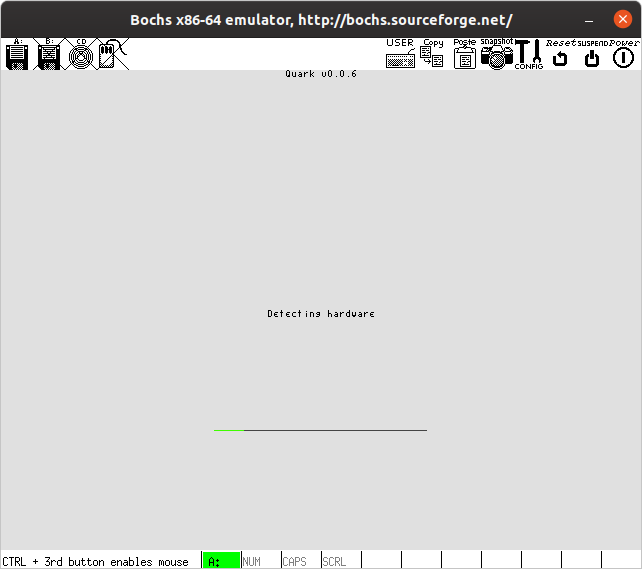 Bochs x86-64 emulator, http://bochs.sourceforge.net/
A: B: CD USER Copy Paste snapshot CONFIG Reset SUSPEND Power
Quark v0.0.6
Detecting hardware
CTRL + 3rd button enables mouse A: NUM CAPS SCRL